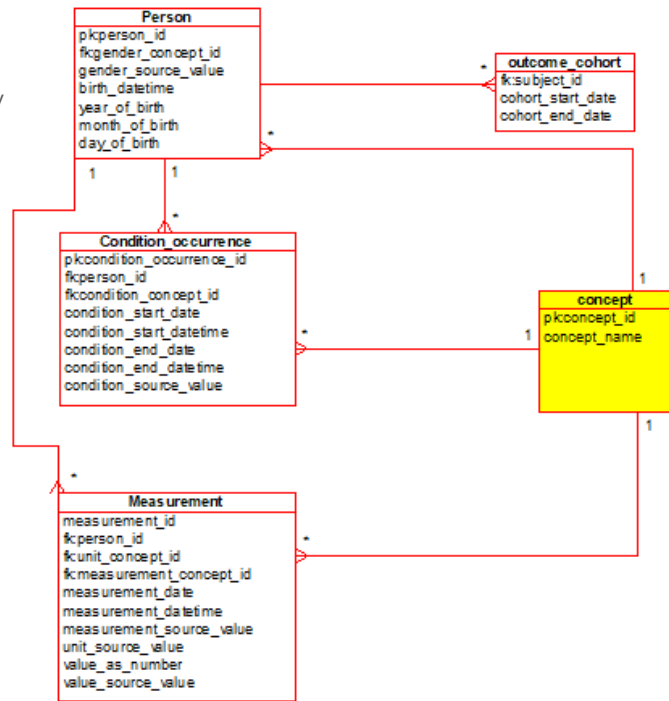 Person
pk:person_id
fk:gender_concept_id
gender_source_value
birth_datetime
year_of_birth
month_of_birth
day_of_birth
*
outcome_cohort
fk:subject_id
cohort_start_date
cohort_end_date
*
1
1
*
Condition_occurrence
pk:condition_occurrence_id
fk:person_id
fk:condition_concept_id
condition_start_date
condition_start_datetime
condition_end_date
condition_end_datetime
condition_source_value
*
1
1
concept
pk:concept_id
concept_name
1
*
Measurement
measurement_id
fk:person_id
fk:unit_concept_id
fk:measurement_concept_id
measurement_date
measurement_datetime
measurement_source_value
unit_source_value
value_as_number
value_source_value
*